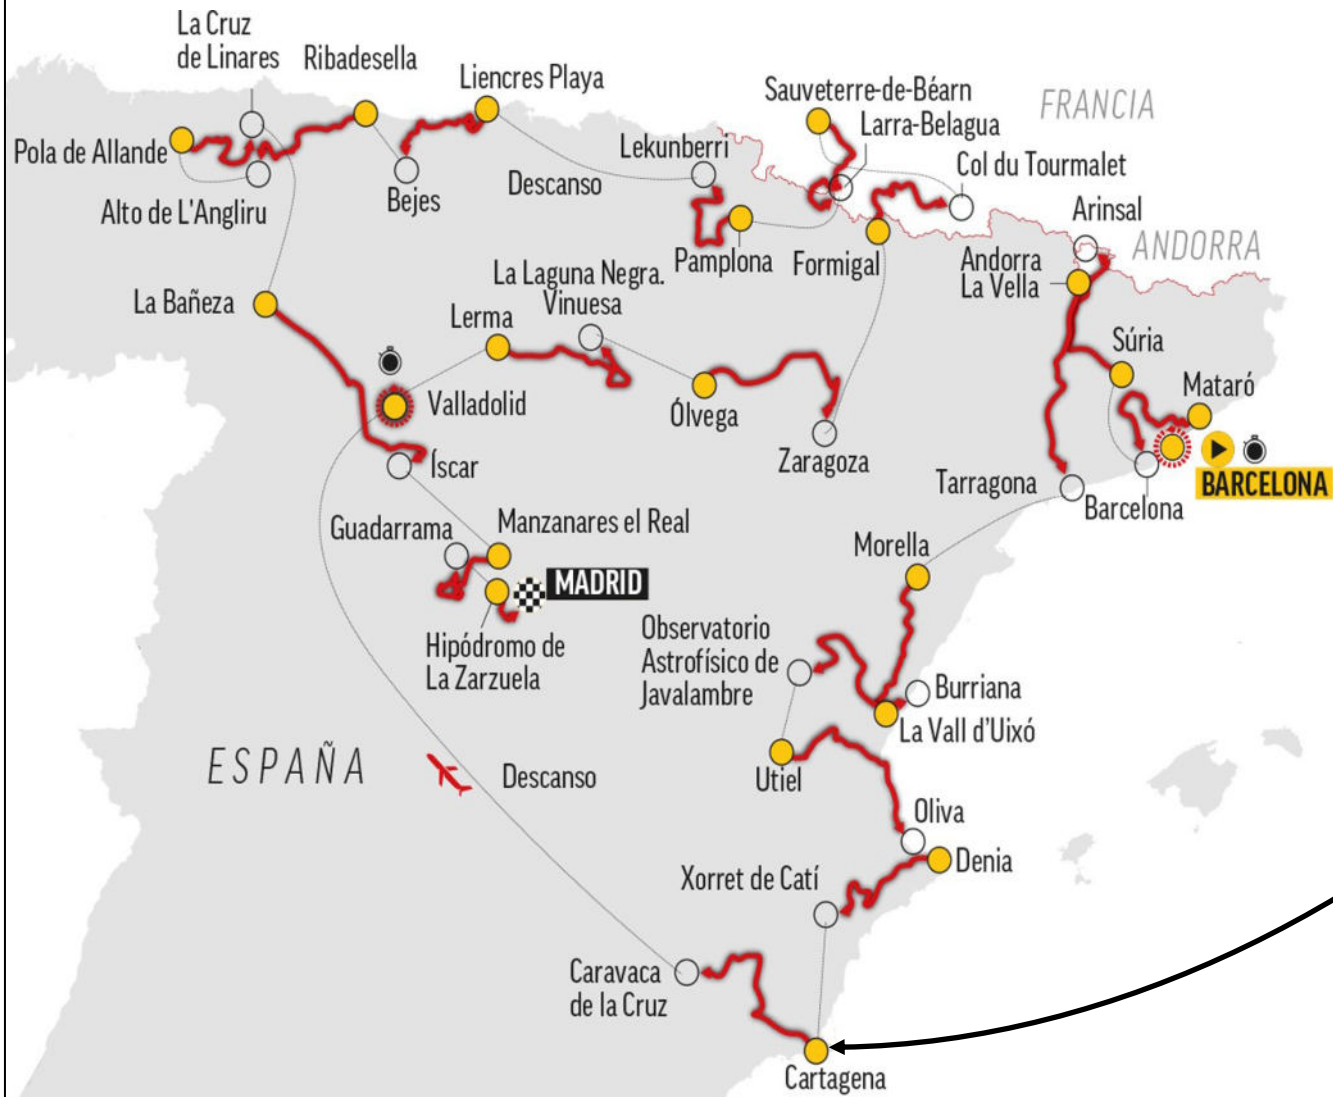 La Cruz
de Linares
Ribadesella
Liencres Playa
Sauveterre-de-Béarn
FRANCIA
Larra-Belagua
Pola de Allande
Lekunberri
Col du Tourmalet
Descanso
Bejes
Alto de L'Angliru
Arinsal
ANDORRA
Pamplona
Formigal
Andorra
La Vella
La Laguna Negra.
Vinuesa
La Bañeza
Lerma
Súria
Mataró
Valladolid
Ólvega
Zaragoza
Íscar
Tarragona
BARCELONA
Barcelona
Guadarrama
Manzanares el Real
Morella
MADRID
Hipódromo de
La Zarzuela
Observatorio
Astrofísico de
Javalambre
Burriana
La Vall d'Uixó
ESPAÑA
Descanso
Utiel
Oliva
Denia
Xorret de Catí
Caravaca
de la Cruz
Cartagena